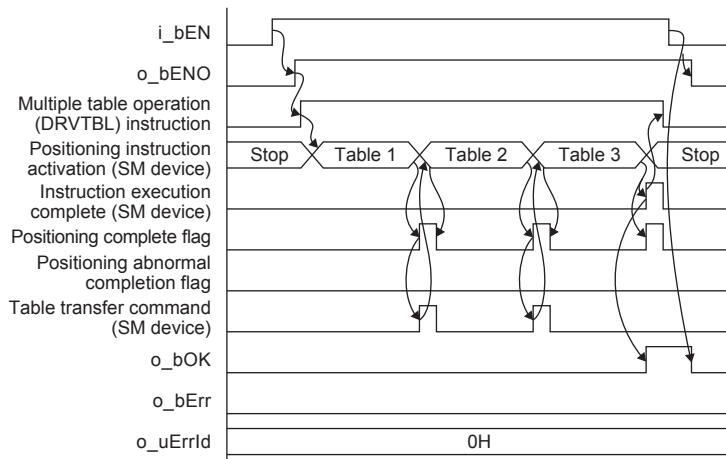 i_bEN
o_bENO
Multiple table operation
(DRVTBL) instruction
Positioning instruction
activation (SM device)
Stop Table 1 Table 2 Table 3 Stop
Instruction execution
complete (SM device)
Positioning complete flag
Positioning abnormal
completion flag
Table transfer command
(SM device)
o_bOK
o_bErr
o_uErrId
0H